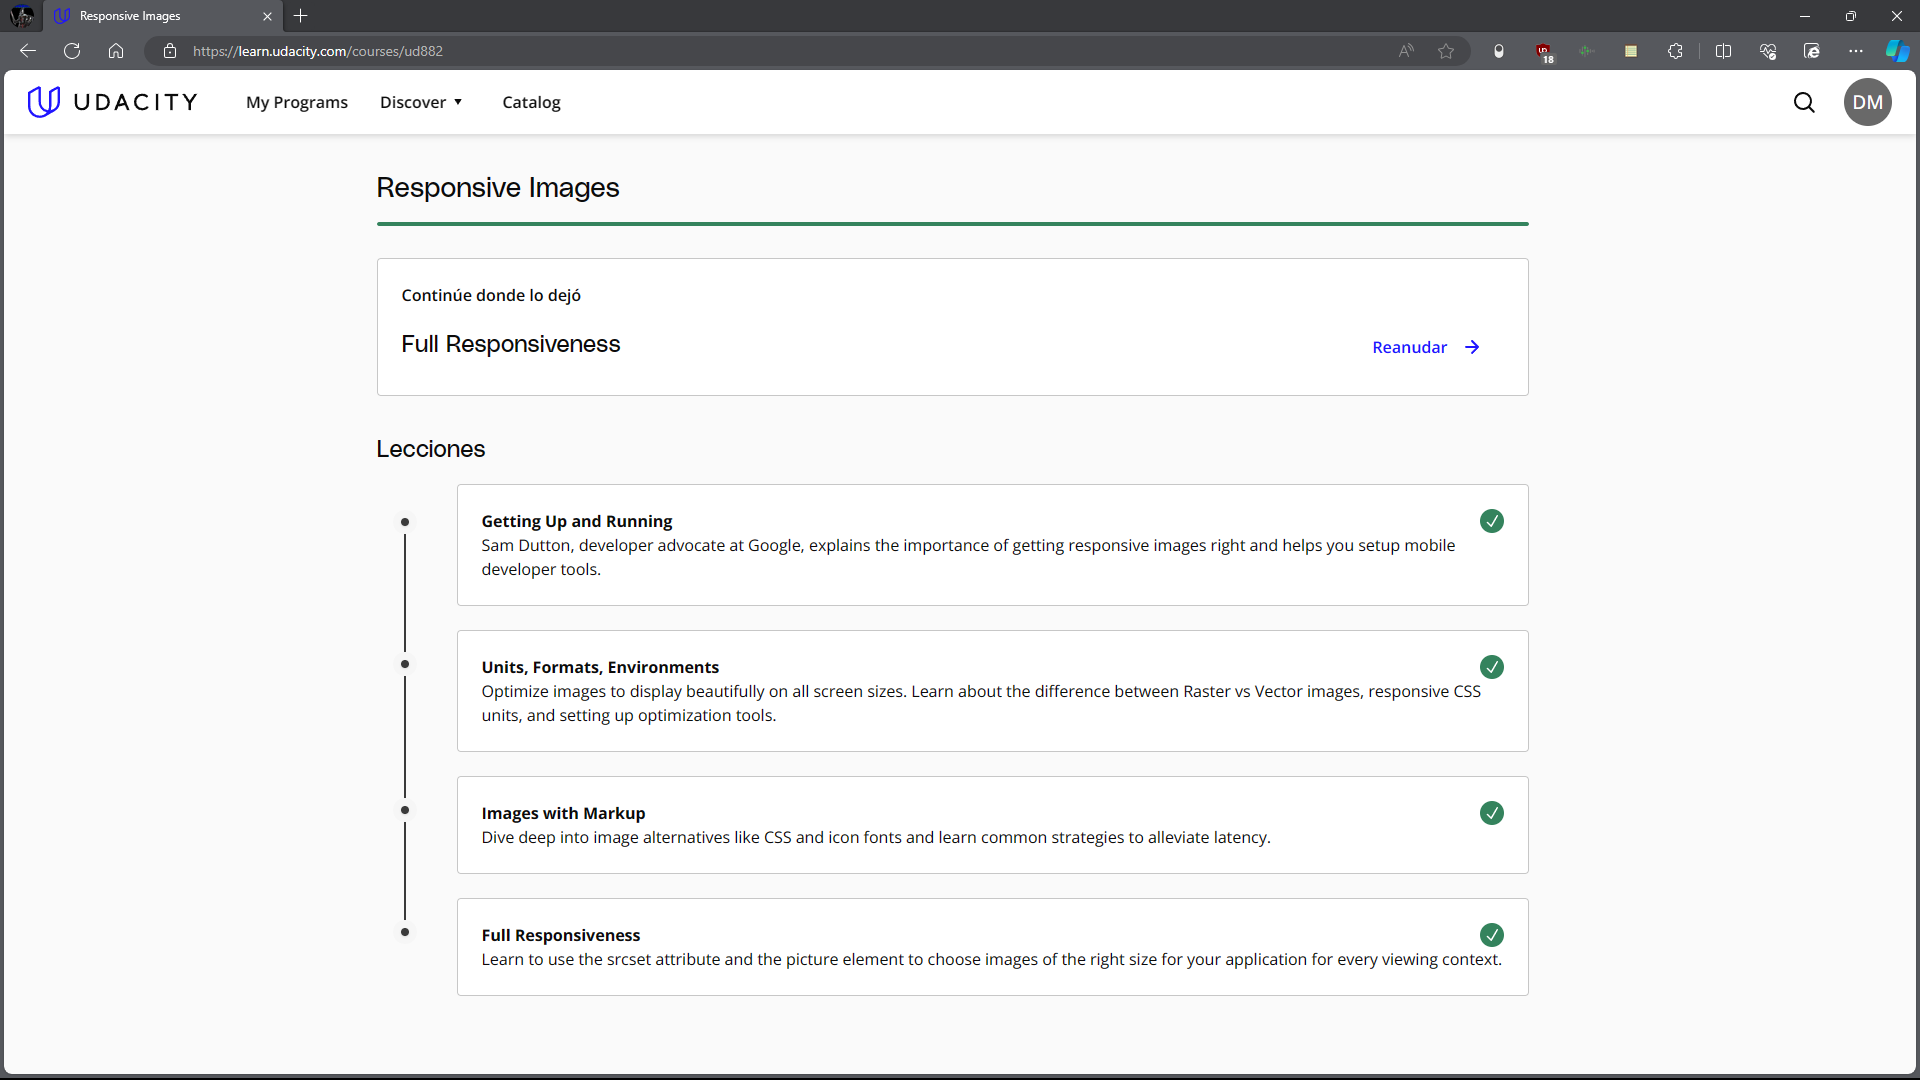 Responsive Images
https://learn.udacity.com/courses/ud882
18
UDACITY
My Programs
Discover
Catalog
DM
Responsive Images
Continúe donde lo dejó
Full Responsiveness
Reanudar
Lecciones
Getting Up and Running
Sam Dutton, developer advocate at Google, explains the importance of getting responsive images right and helps you setup mobile
developer tools.
Units, Formats, Environments
Optimize images to display beautifully on all screen sizes. Learn about the difference between Raster vs Vector images, responsive CSS
units, and setting up optimization tools.
Images with Markup
Dive deep into image alternatives like CSS and icon fonts and learn common strategies to alleviate latency.
Full Responsiveness
Learn to use the srcset attribute and the picture element to choose images of the right size for your application for every viewing context.